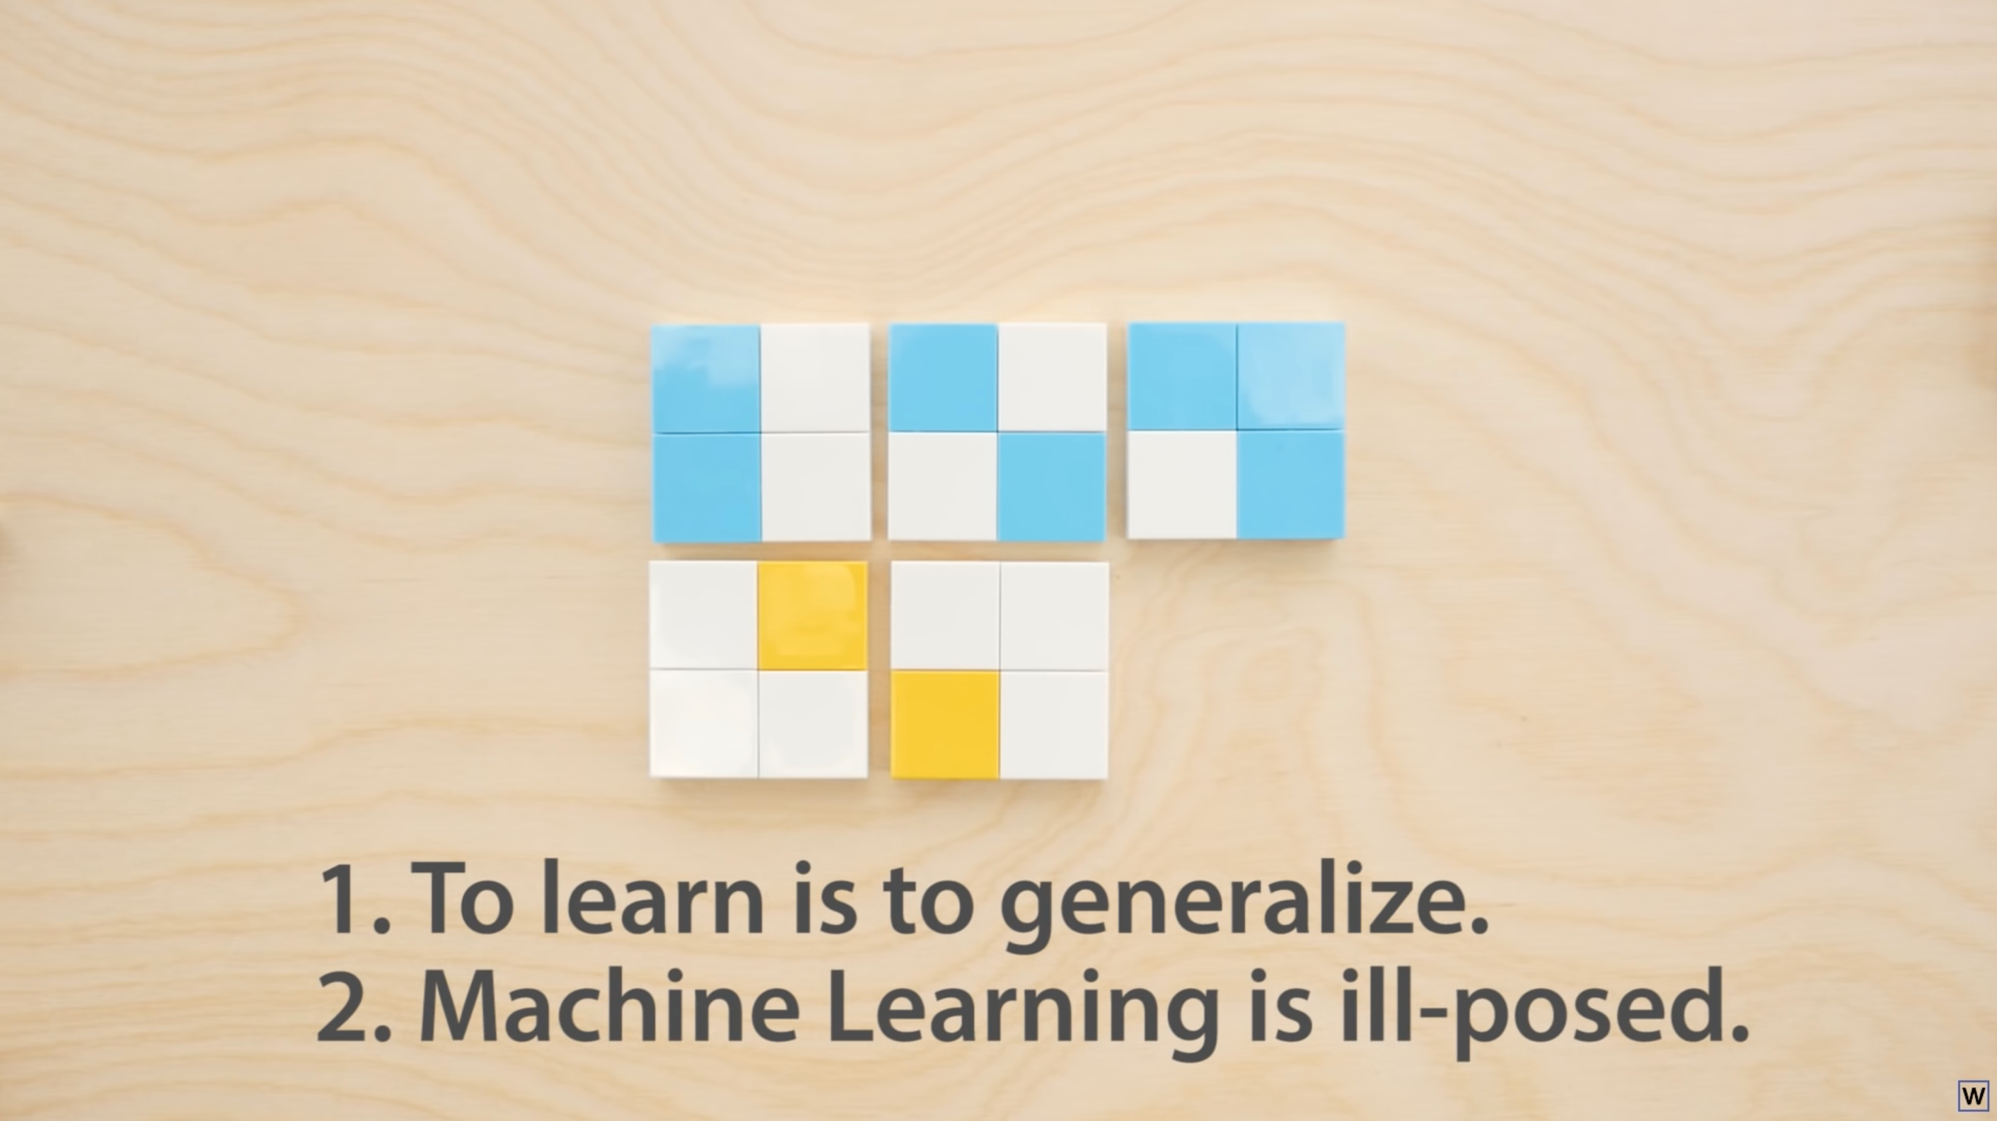 1. To learn is to generalize.
2. Machine Learning is ill-posed.
W